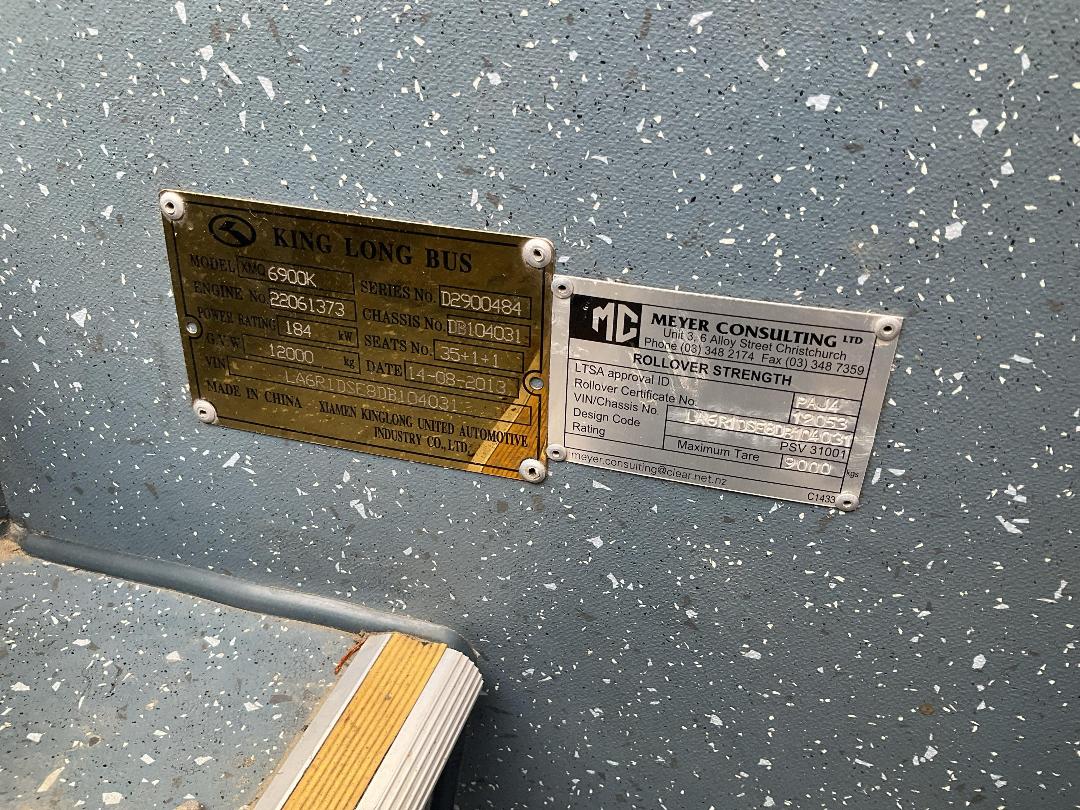 KING LONG BUS
MODEL XMQ 6900K SERIES No. D2900484
ENGINE No. 22061373 CHASSIS No. DB104031
POWER RATING 184 kW SEATS No. 35+1+1
G.V.W 12000 kg DATE 14-08-2013
VIN LA6R1DSE8DB104031
MADE IN CHINA XIAMEN KINGLONG UNITED AUTOMOTIVE
INDUSTRY CO., LTD.
MC MEYER CONSULTING LTD
Unit 3, 6 Alloy Street Christchurch
Phone (03) 348 2174 Fax (03) 348 7359
ROLLOVER STRENGTH
LTSA approval ID PAJ4
Rollover Certificate No. 12053
VIN/Chassis No. LA6R1DSE8DB104031
Design Code PSV 31001
Rating Maximum Tare 9000 kgs
meyer.consulting@clear.net.nz
C1433